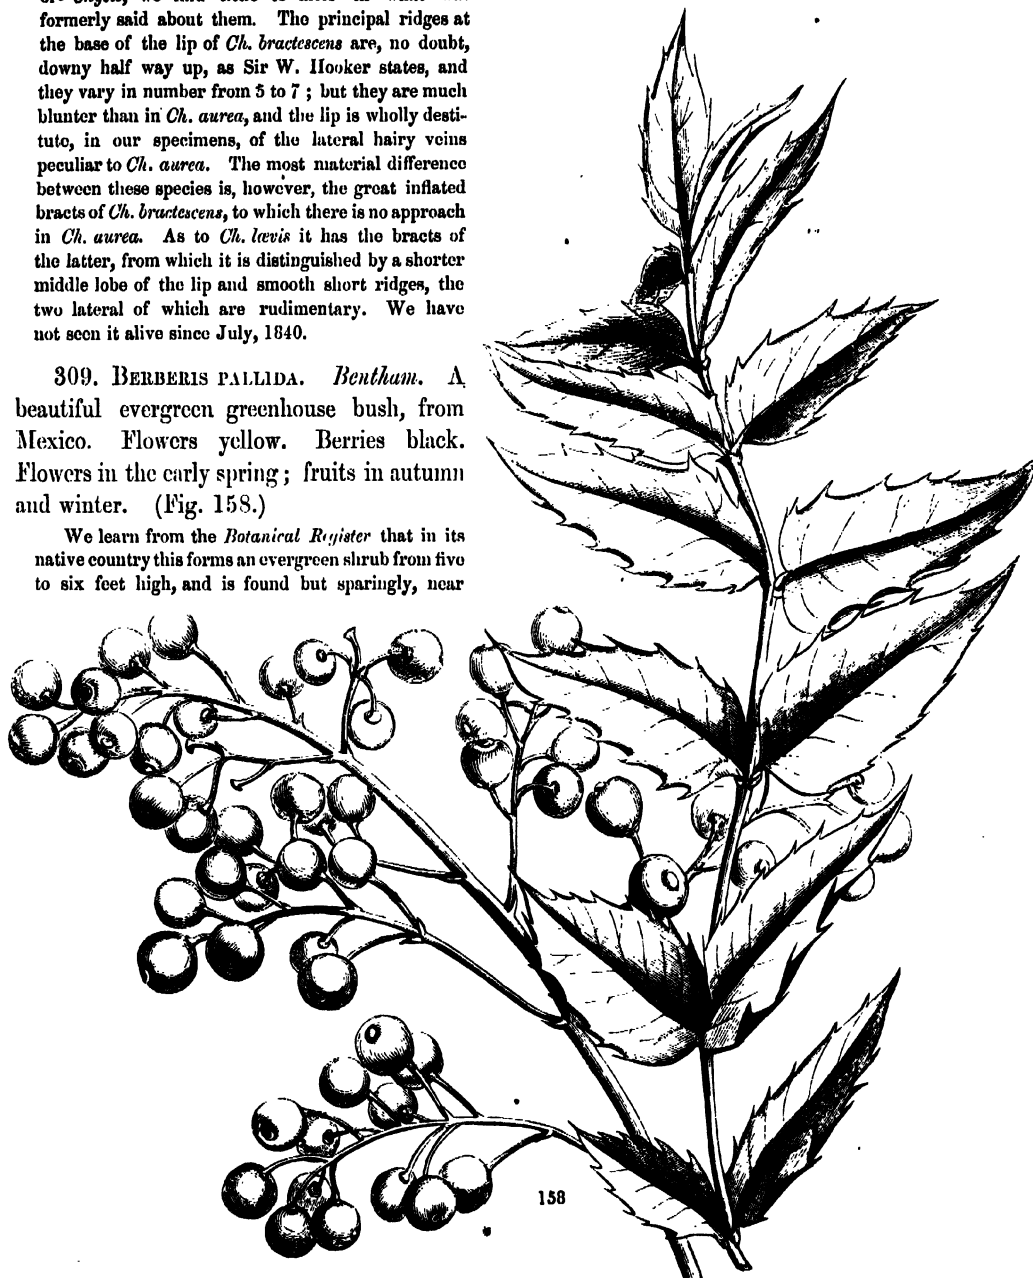 formerly said about them. The principal ridges at
the base of the lip of Ch. bractescens are, no doubt,
downy half way up, as Sir W. Hooker states, and
they vary in number from 5 to 7 ; but they are much
blunter than in Ch. aurea, and the lip is wholly desti-
tute, in our specimens, of the lateral hairy veins
peculiar to Ch. aurea. The most material difference
between these species is, however, the great inflated
bracts of Ch. bractescens, to which there is no approach
in Ch. aurea. As to Ch. lævis it has the bracts of
the latter, from which it is distinguished by a shorter
middle lobe of the lip and smooth short ridges, the
two lateral of which are rudimentary. We have
not seen it alive since July, 1840.
309. BERBERIS PALLIDA. Bentham. A
beautiful evergreen greenhouse bush, from
Mexico. Flowers yellow. Berries black.
Flowers in the early spring ; fruits in autumn
and winter. (Fig. 158.)
We learn from the Botanical Register that in its
native country this forms an evergreen shrub from five
to six feet high, and is found but sparingly, near
158